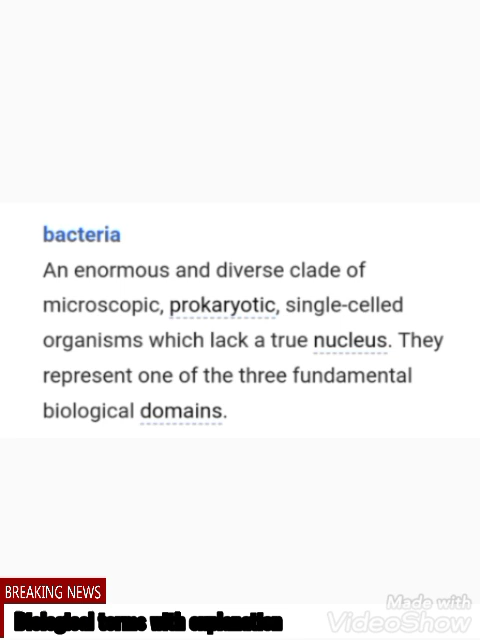 bacteria
An enormous and diverse clade of
microscopic, prokaryotic, single-celled
organisms which lack a true nucleus. They
represent one of the three fundamental
biological domains.
BREAKING NEWS
Made with
VideoShow
Biological terms with explanation